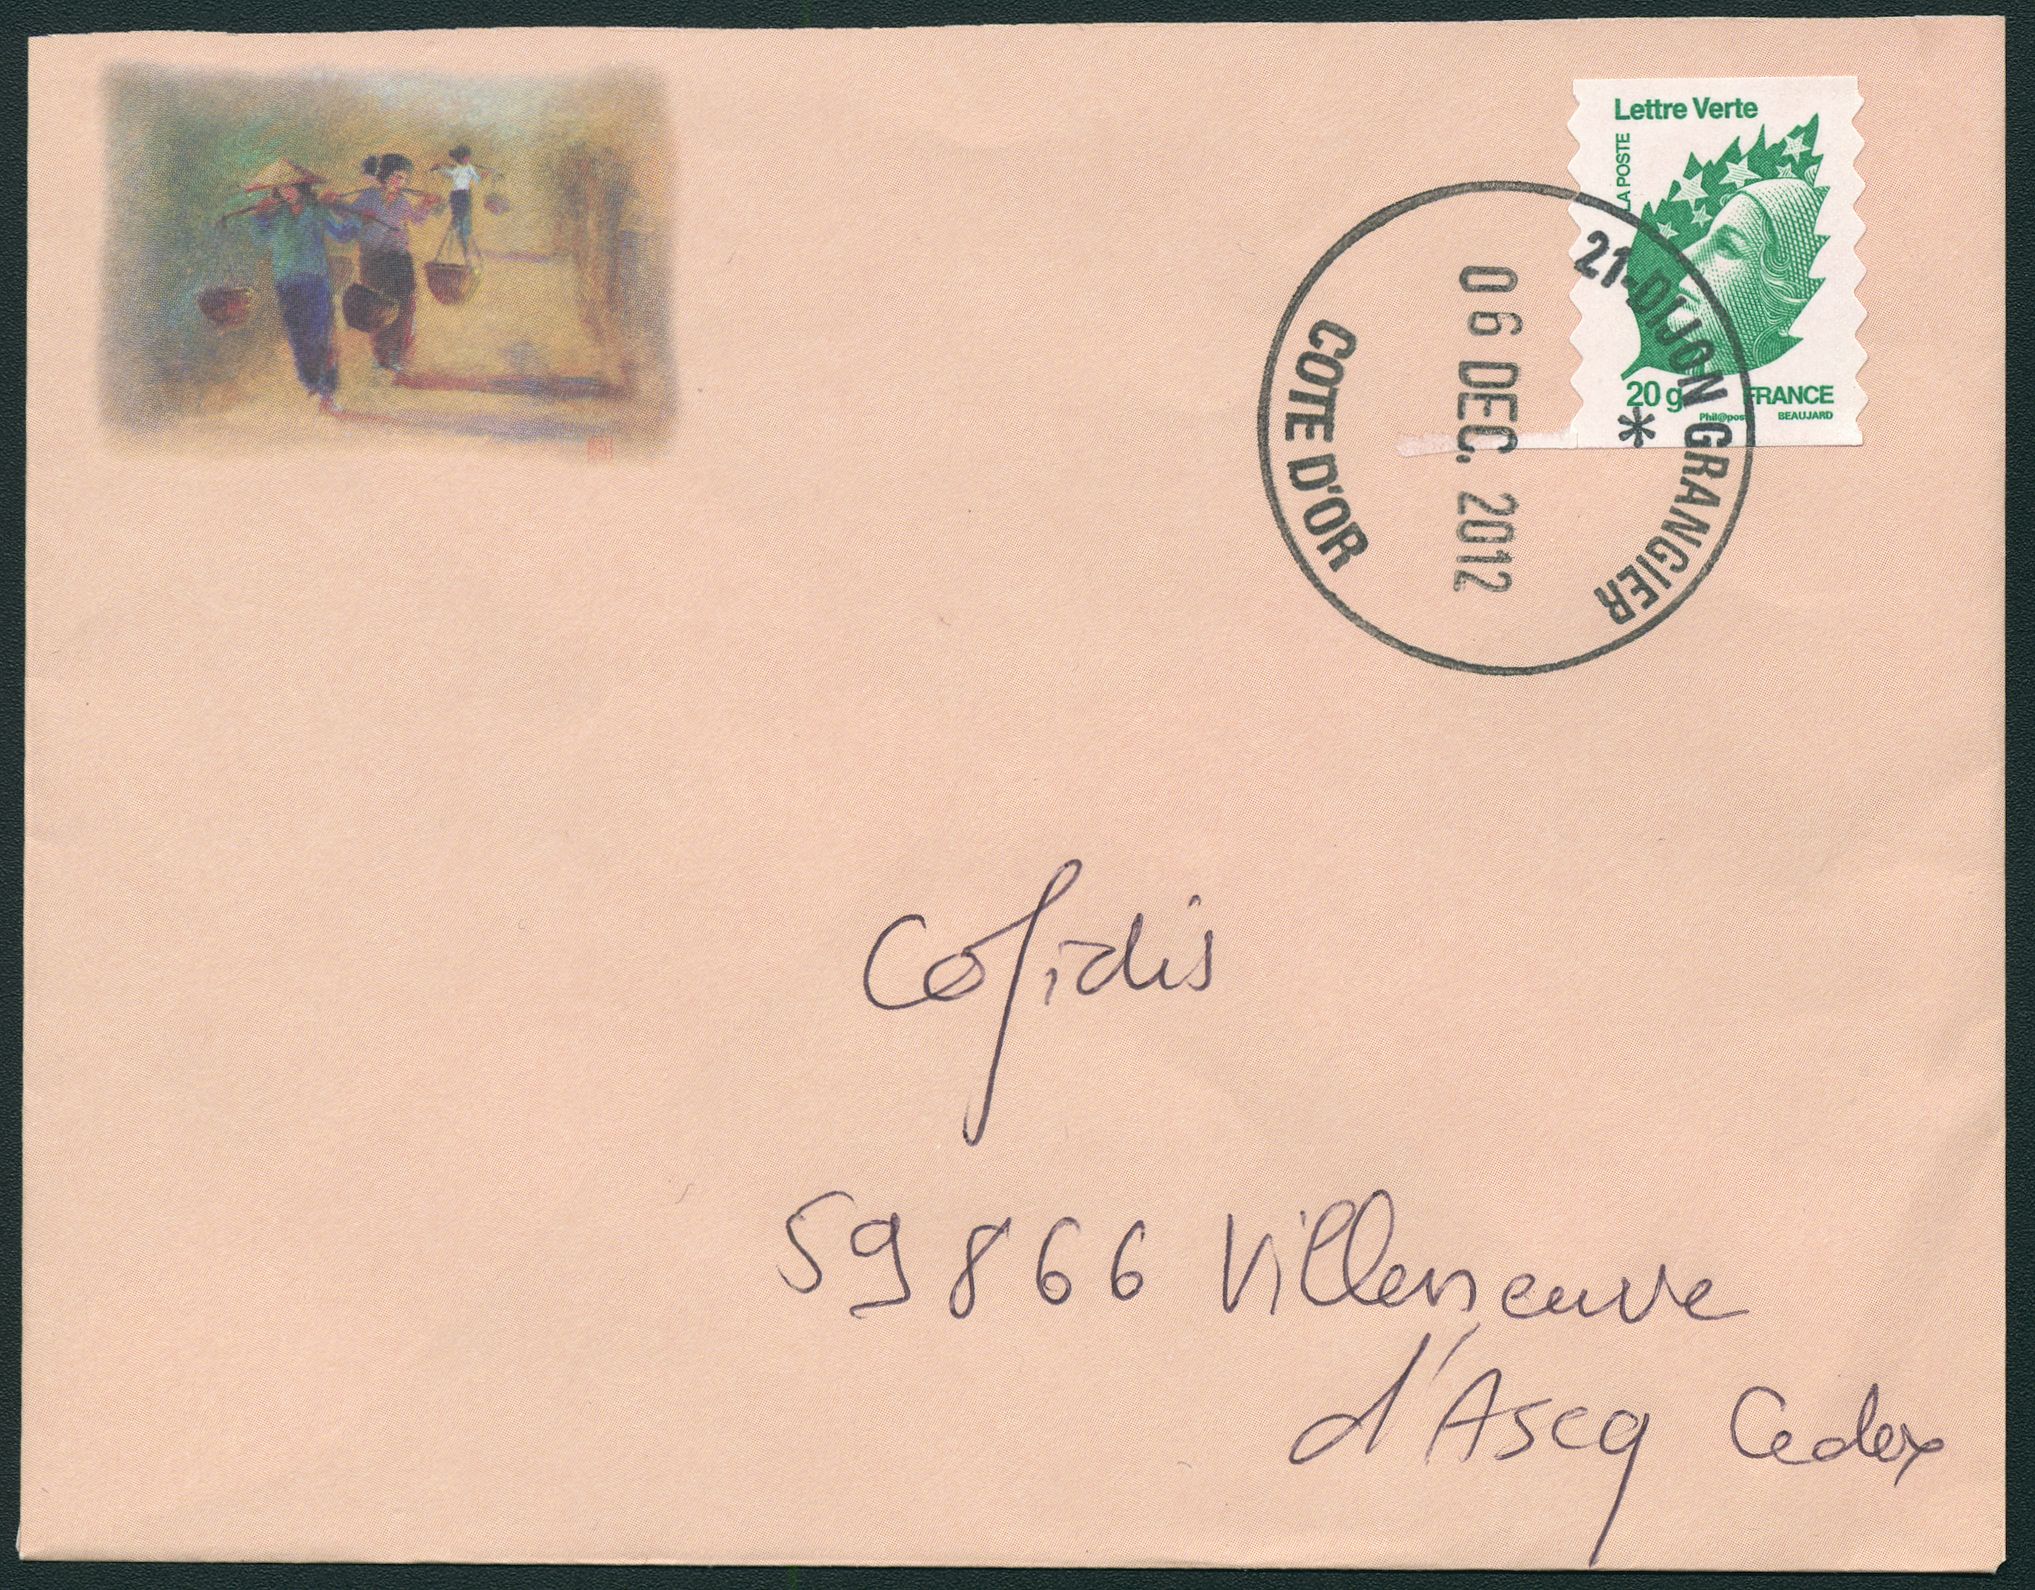 Lettre Verte
LA POSTE
20 g
FRANCE
Phil@pos
BEAUJARD
21-DIJON GRANGIER
*
06 DEC. 2012
COTE D'OR
Cofidis
59866 Villeneuve
d'Ascq Cedex